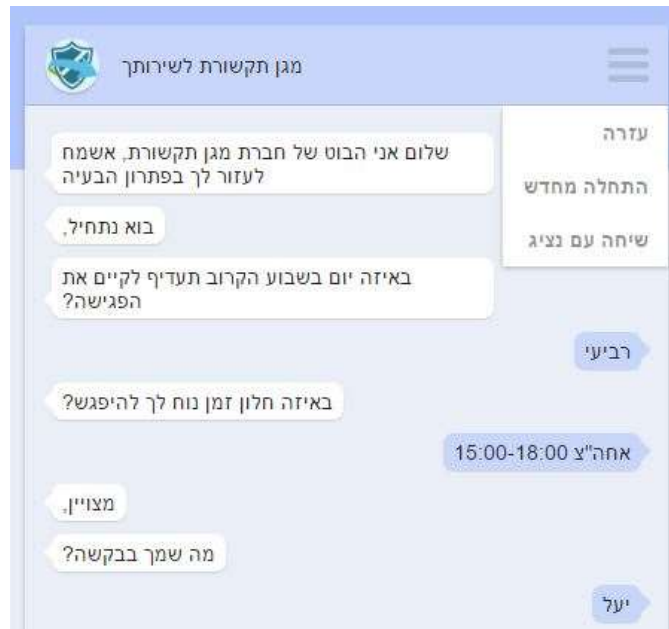 מגן תקשורת לשירותך
עזרה
התחלה מחדש
שיחה עם נציג
שלום אני הבוט של חברת מגן תקשורת, אשמח
לעזור לך בפתרון הבעיה
בוא נתחיל,
באיזה יום בשבוע הקרוב תעדיף לקיים את
הפגישה?
רביעי
באיזה חלון זמן נוח לך להיפגש?
אחה"צ 15:00-18:00
מצויין,
מה שמך בבקשה?
יעל